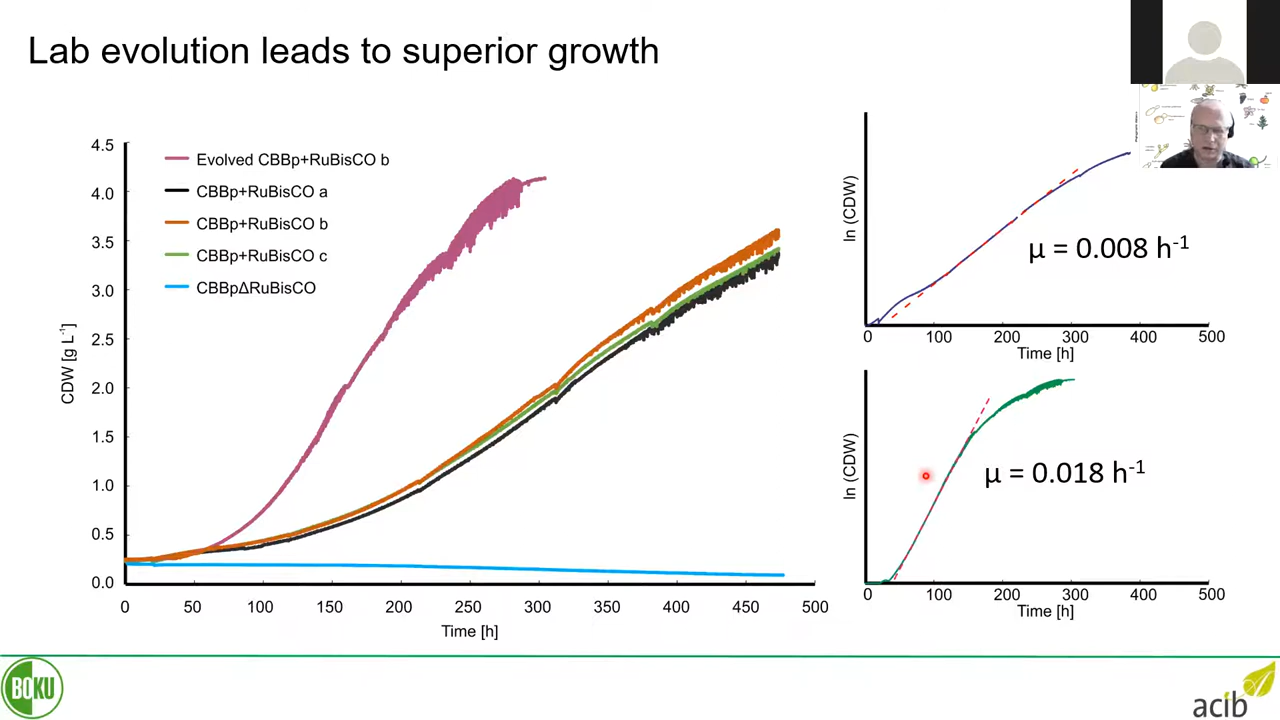 Lab evolution leads to superior growth
4.5
4.0
3.5
3.0
2.5
2.0
1.5
1.0
0.5
0.0
CDW [g L-1]
Evolved CBBp+RuBisCO b
CBBp+RuBisCO a
CBBp+RuBisCO b
CBBp+RuBisCO c
CBBpΔRuBisCO
0 50 100 150 200 250 300 350 400 450 500
Time [h]
ln (CDW)
μ = 0.008 h-1
0 100 200 300 500
Time [h]
ln (CDW)
μ = 0.018 h-1
0 100 200 300 500
Time [h]
BOKU
acib